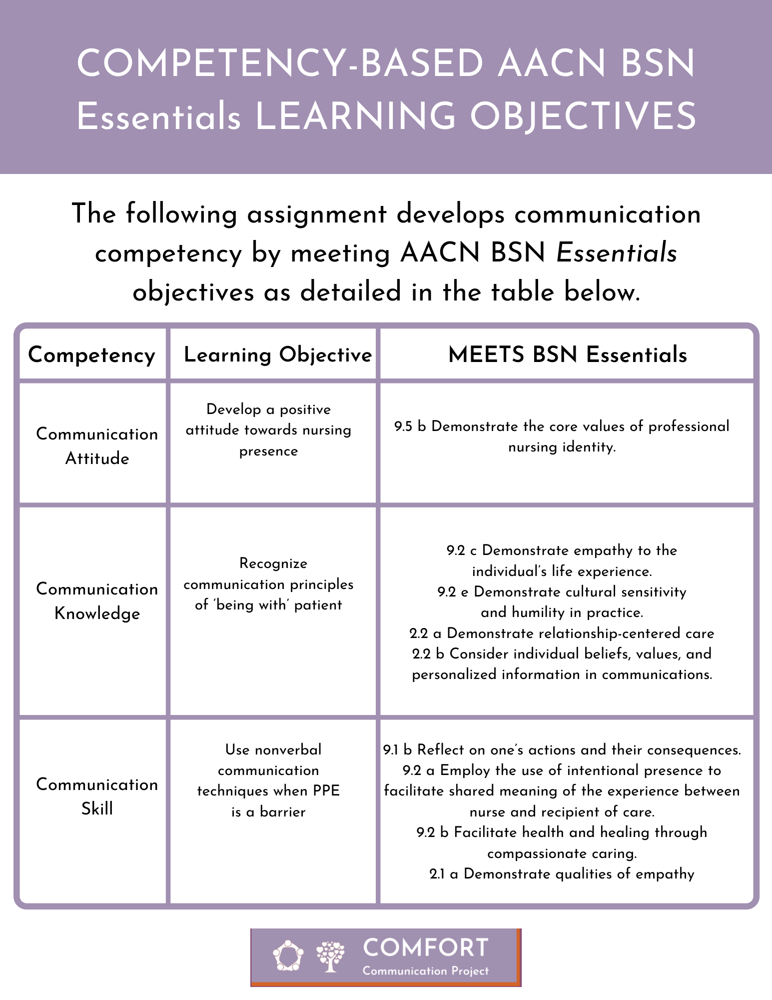 COMPETENCY-BASED AACN BSN
Essentials LEARNING OBJECTIVES
The following assignment develops communication
competency by meeting AACN BSN Essentials
objectives as detailed in the table below.
Competency
Learning Objective
MEETS BSN Essentials
Communication
Attitude
Develop a positive
attitude towards nursing
presence
9.5 b Demonstrate the core values of professional
nursing identity.
Communication
Knowledge
Recognize
communication principles
of ‘being with’ patient
9.2 c Demonstrate empathy to the
individual’s life experience.
9.2 e Demonstrate cultural sensitivity
and humility in practice.
2.2 a Demonstrate relationship-centered care
2.2 b Consider individual beliefs, values, and
personalized information in communications.
Communication
Skill
Use nonverbal
communication
techniques when PPE
is a barrier
9.1 b Reflect on one’s actions and their consequences.
9.2 a Employ the use of intentional presence to
facilitate shared meaning of the experience between
nurse and recipient of care.
9.2 b Facilitate health and healing through
compassionate caring.
2.1 a Demonstrate qualities of empathy
COMFORT
Communication Project